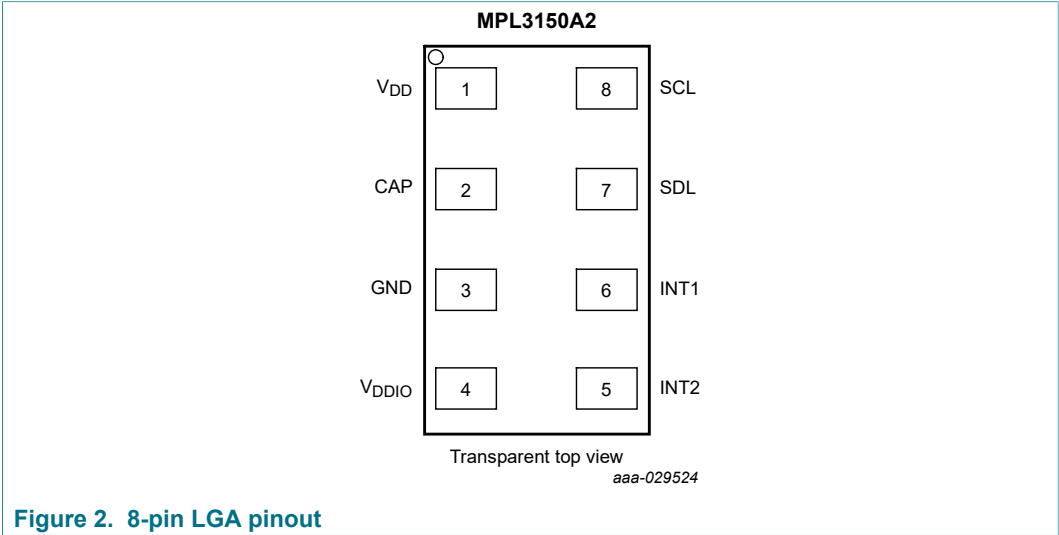 MPL3150A2
VDD 1 8 SCL
CAP 2 7 SDL
GND 3 6 INT1
VDDIO 4 5 INT2
Transparent top view
aaa-029524
Figure 2. 8-pin LGA pinout